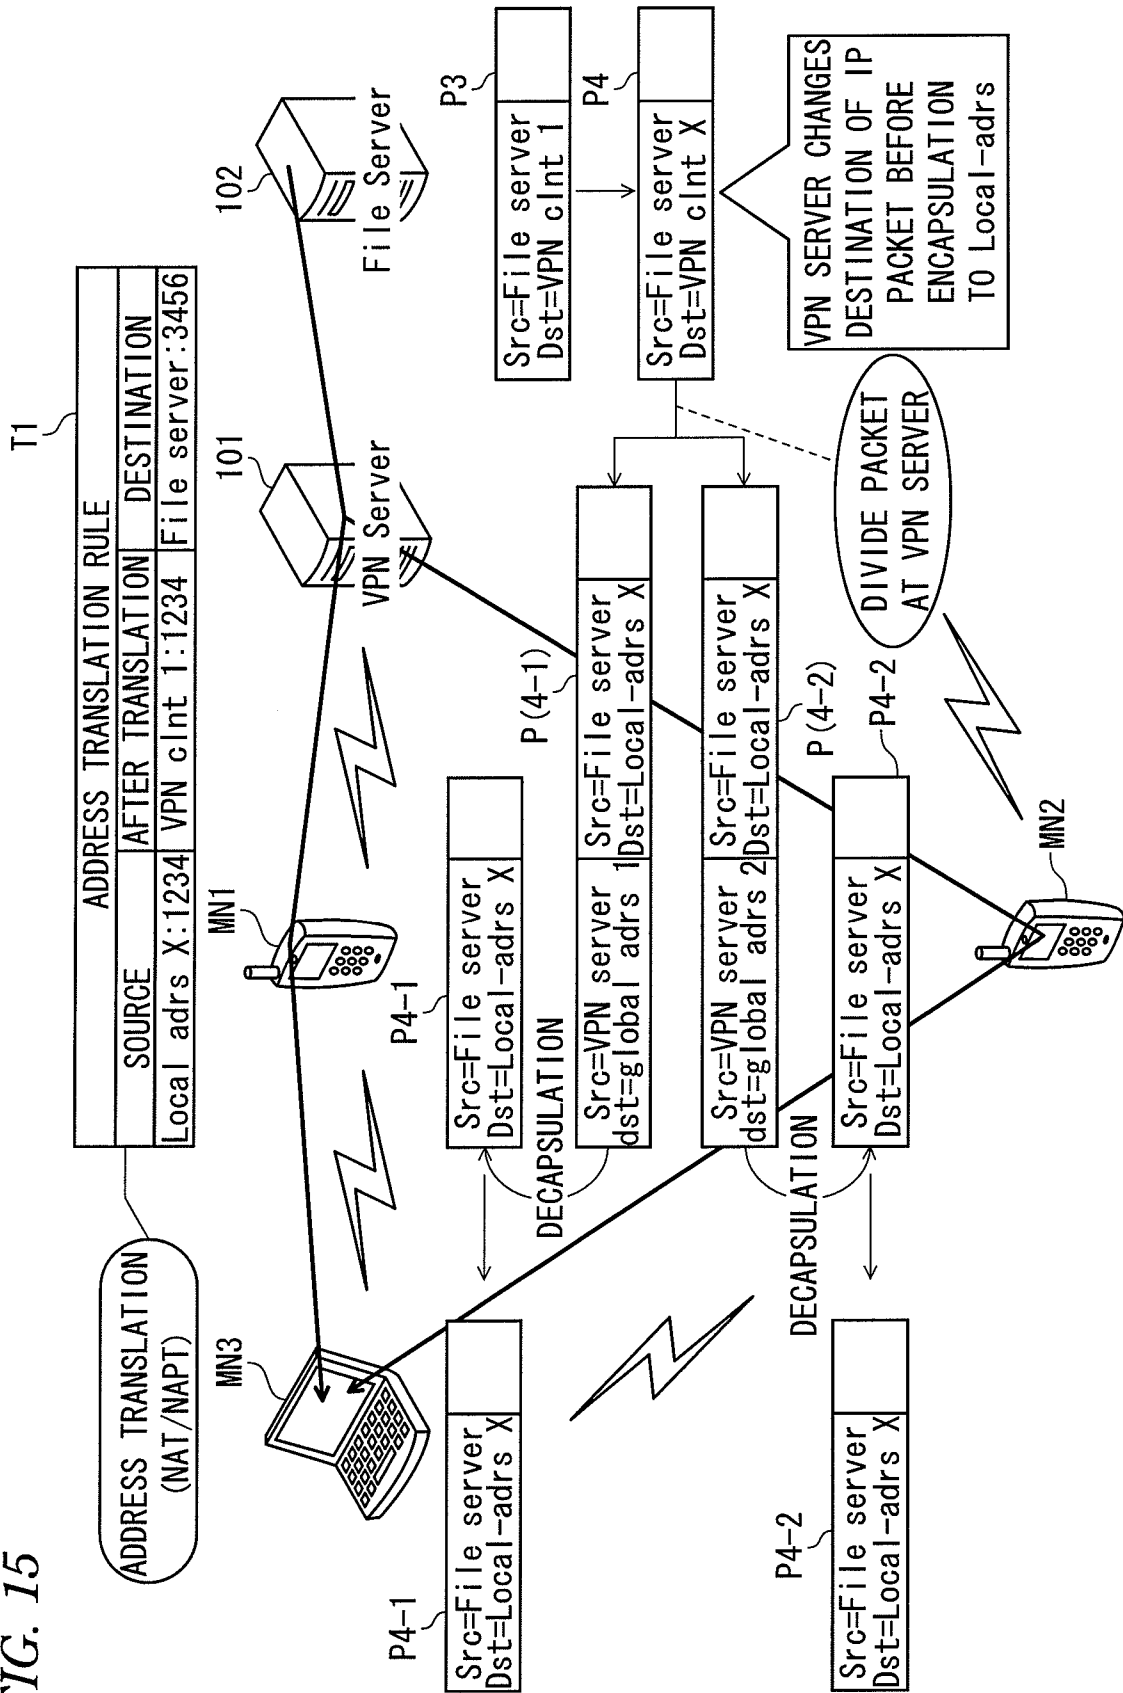 FIG. 15
T1
ADDRESS TRANSLATION RULE
SOURCE AFTER TRANSLATION DESTINATION
Local adrs X:1234 VPN clnt 1:1234 File server:3456
ADDRESS TRANSLATION
(NAT/NAPT)
MN3
MN1
101
VPN Server
102
File Server
P4-1
Src=File server
Dst=Local-adrs X
P4-1
Src=File server
Dst=Local-adrs X
DECAPSULATION
P(4-1)
Src=VPN server
dst=global adrs 1
Src=File server
Dst=Local-adrs X
P3
Src=File server
Dst=VPN clnt 1
P4
Src=File server
Dst=VPN clnt X
Src=VPN server
dst=global adrs 2
Src=File server
Dst=Local-adrs X
P(4-2)
DECAPSULATION
P4-2
Src=File server
Dst=Local-adrs X
P4-2
Src=File server
Dst=Local-adrs X
MN2
DIVIDE PACKET
AT VPN SERVER
VPN SERVER CHANGES
DESTINATION OF IP
PACKET BEFORE
ENCAPSULATION
TO Local-adrs